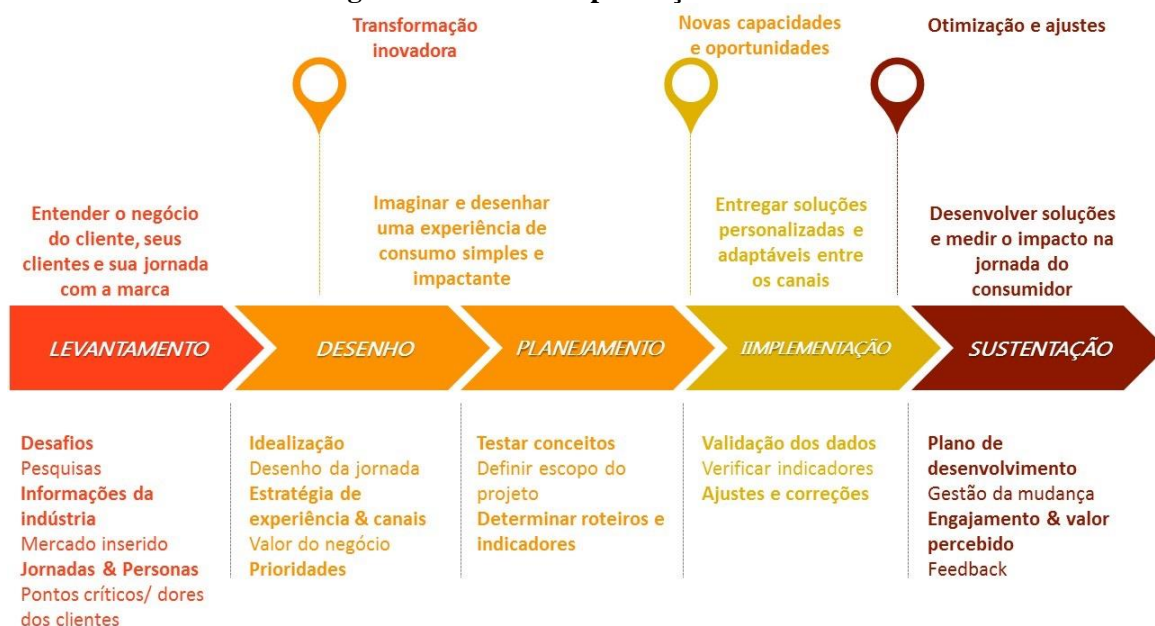 Transformação
inovadora
Novas capacidades
e oportunidades
Otimização e ajustes
Entender o negócio
do cliente, seus
clientes e sua jornada
com a marca
Imaginar e desenhar
uma experiência de
consumo simples e
impactante
Entregar soluções
personalizadas e
adaptáveis entre
os canais
Desenvolver soluções
e medir o impacto na
jornada do
consumidor
LEVANTAMENTO
DESENHO
PLANEJAMENTO
IIMPLEMENTAÇÃO
SUSTENTAÇÃO
Desafios
Pesquisas
Informações da
indústria
Mercado inserido
Jornadas & Personas
Pontos críticos/ dores
dos clientes
Idealização
Desenho da jornada
Estratégia de
experiência & canais
Valor do negócio
Prioridades
Testar conceitos
Definir escopo do
projeto
Determinar roteiros e
indicadores
Validação dos dados
Verificar indicadores
Ajustes e correções
Plano de
desenvolvimento
Gestão da mudança
Engajamento & valor
percebido
Feedback